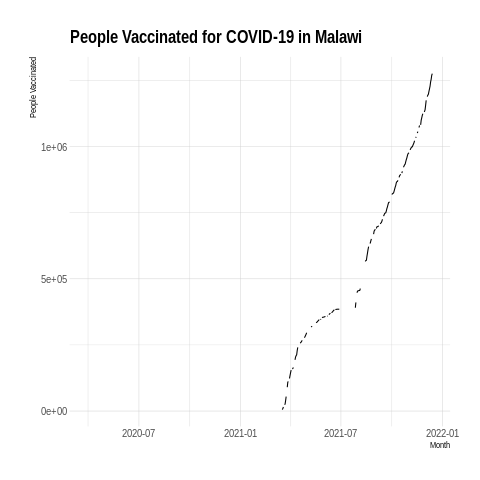 People Vaccinated for COVID-19 in Malawi
People Vaccinated
1e+06
5e+05
0e+00
2020-07 2021-01 2021-07 2022-01
Month